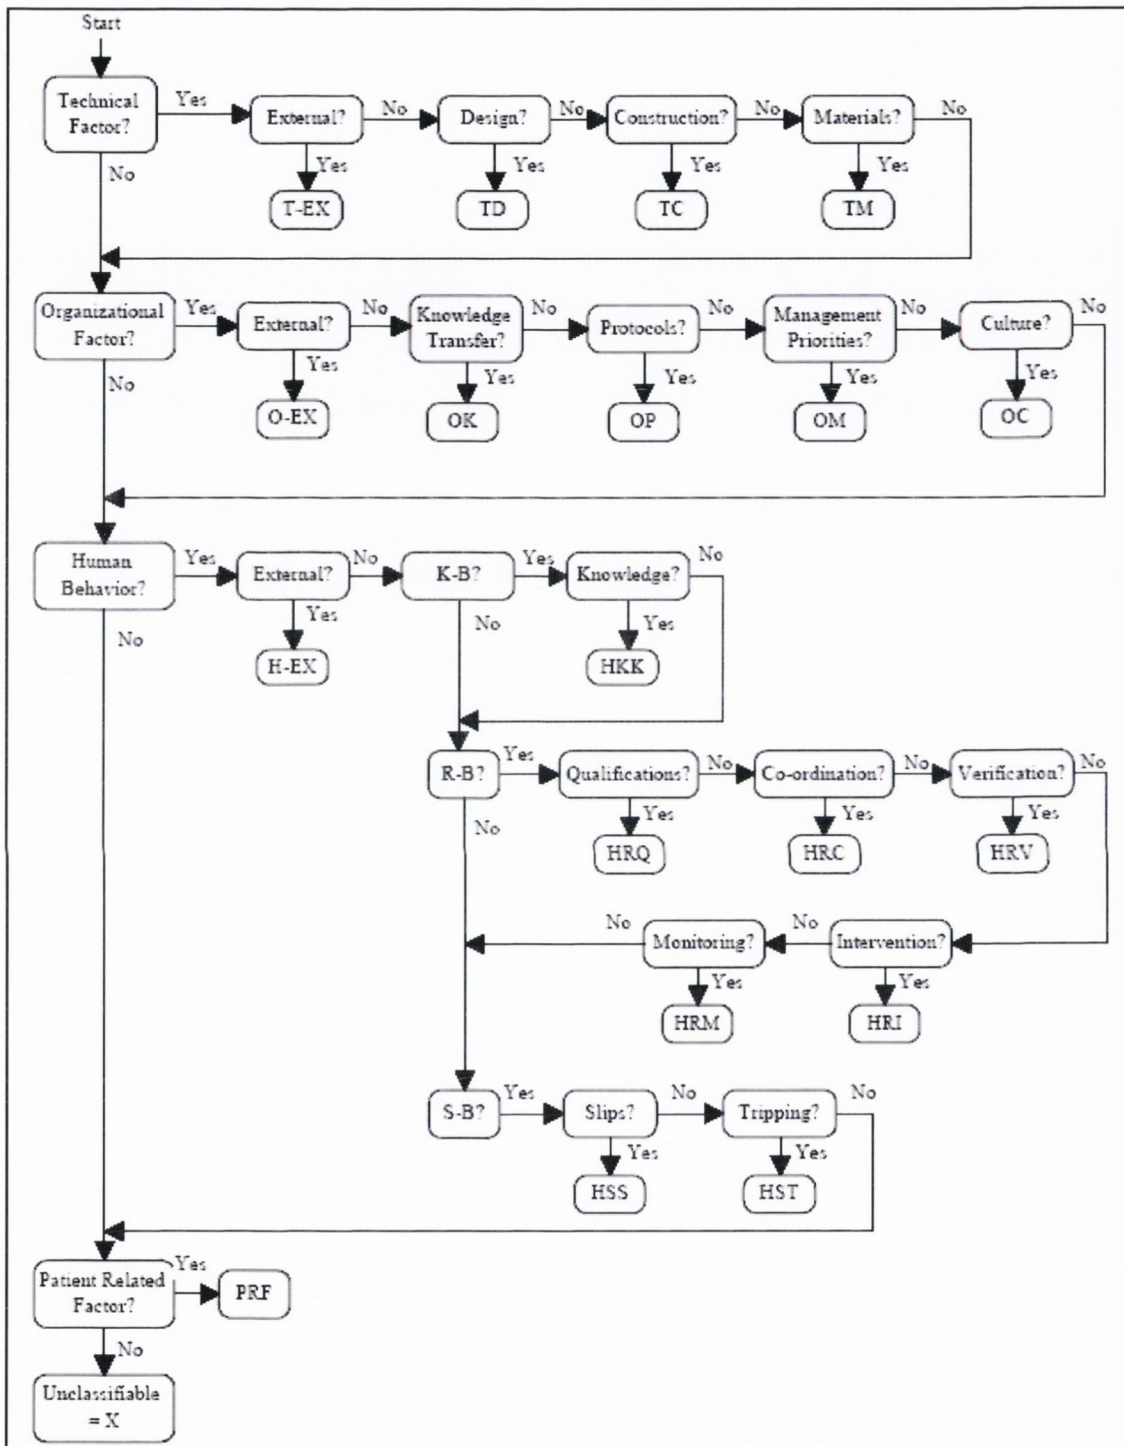 Start
Technical
Factor?
Yes
External?
No
Design?
No
Construction?
No
Materials?
No
No
Yes
Yes
Yes
Yes
T-EX
TD
TC
TM
Organizational
Factor?
Yes
External?
No
Knowledge
Transfer?
No
Protocols?
No
Management
Priorities?
No
Culture?
No
No
Yes
Yes
Yes
Yes
Yes
O-EX
OK
OP
OM
OC
Human
Behavior?
Yes
External?
No
K-B?
Yes
Knowledge?
No
No
Yes
No
Yes
H-EX
HKK
R-B?
Yes
Qualifications?
No
Co-ordination?
No
Verification?
No
No
Yes
Yes
Yes
HRQ
HRC
HRV
No
Monitoring?
No
Intervention?
Yes
Yes
HRM
HRI
S-B?
Yes
Slips?
No
Tripping?
No
Yes
Yes
HSS
HST
Patient Related
Factor?
Yes
PRF
No
Unclassifiable
= X